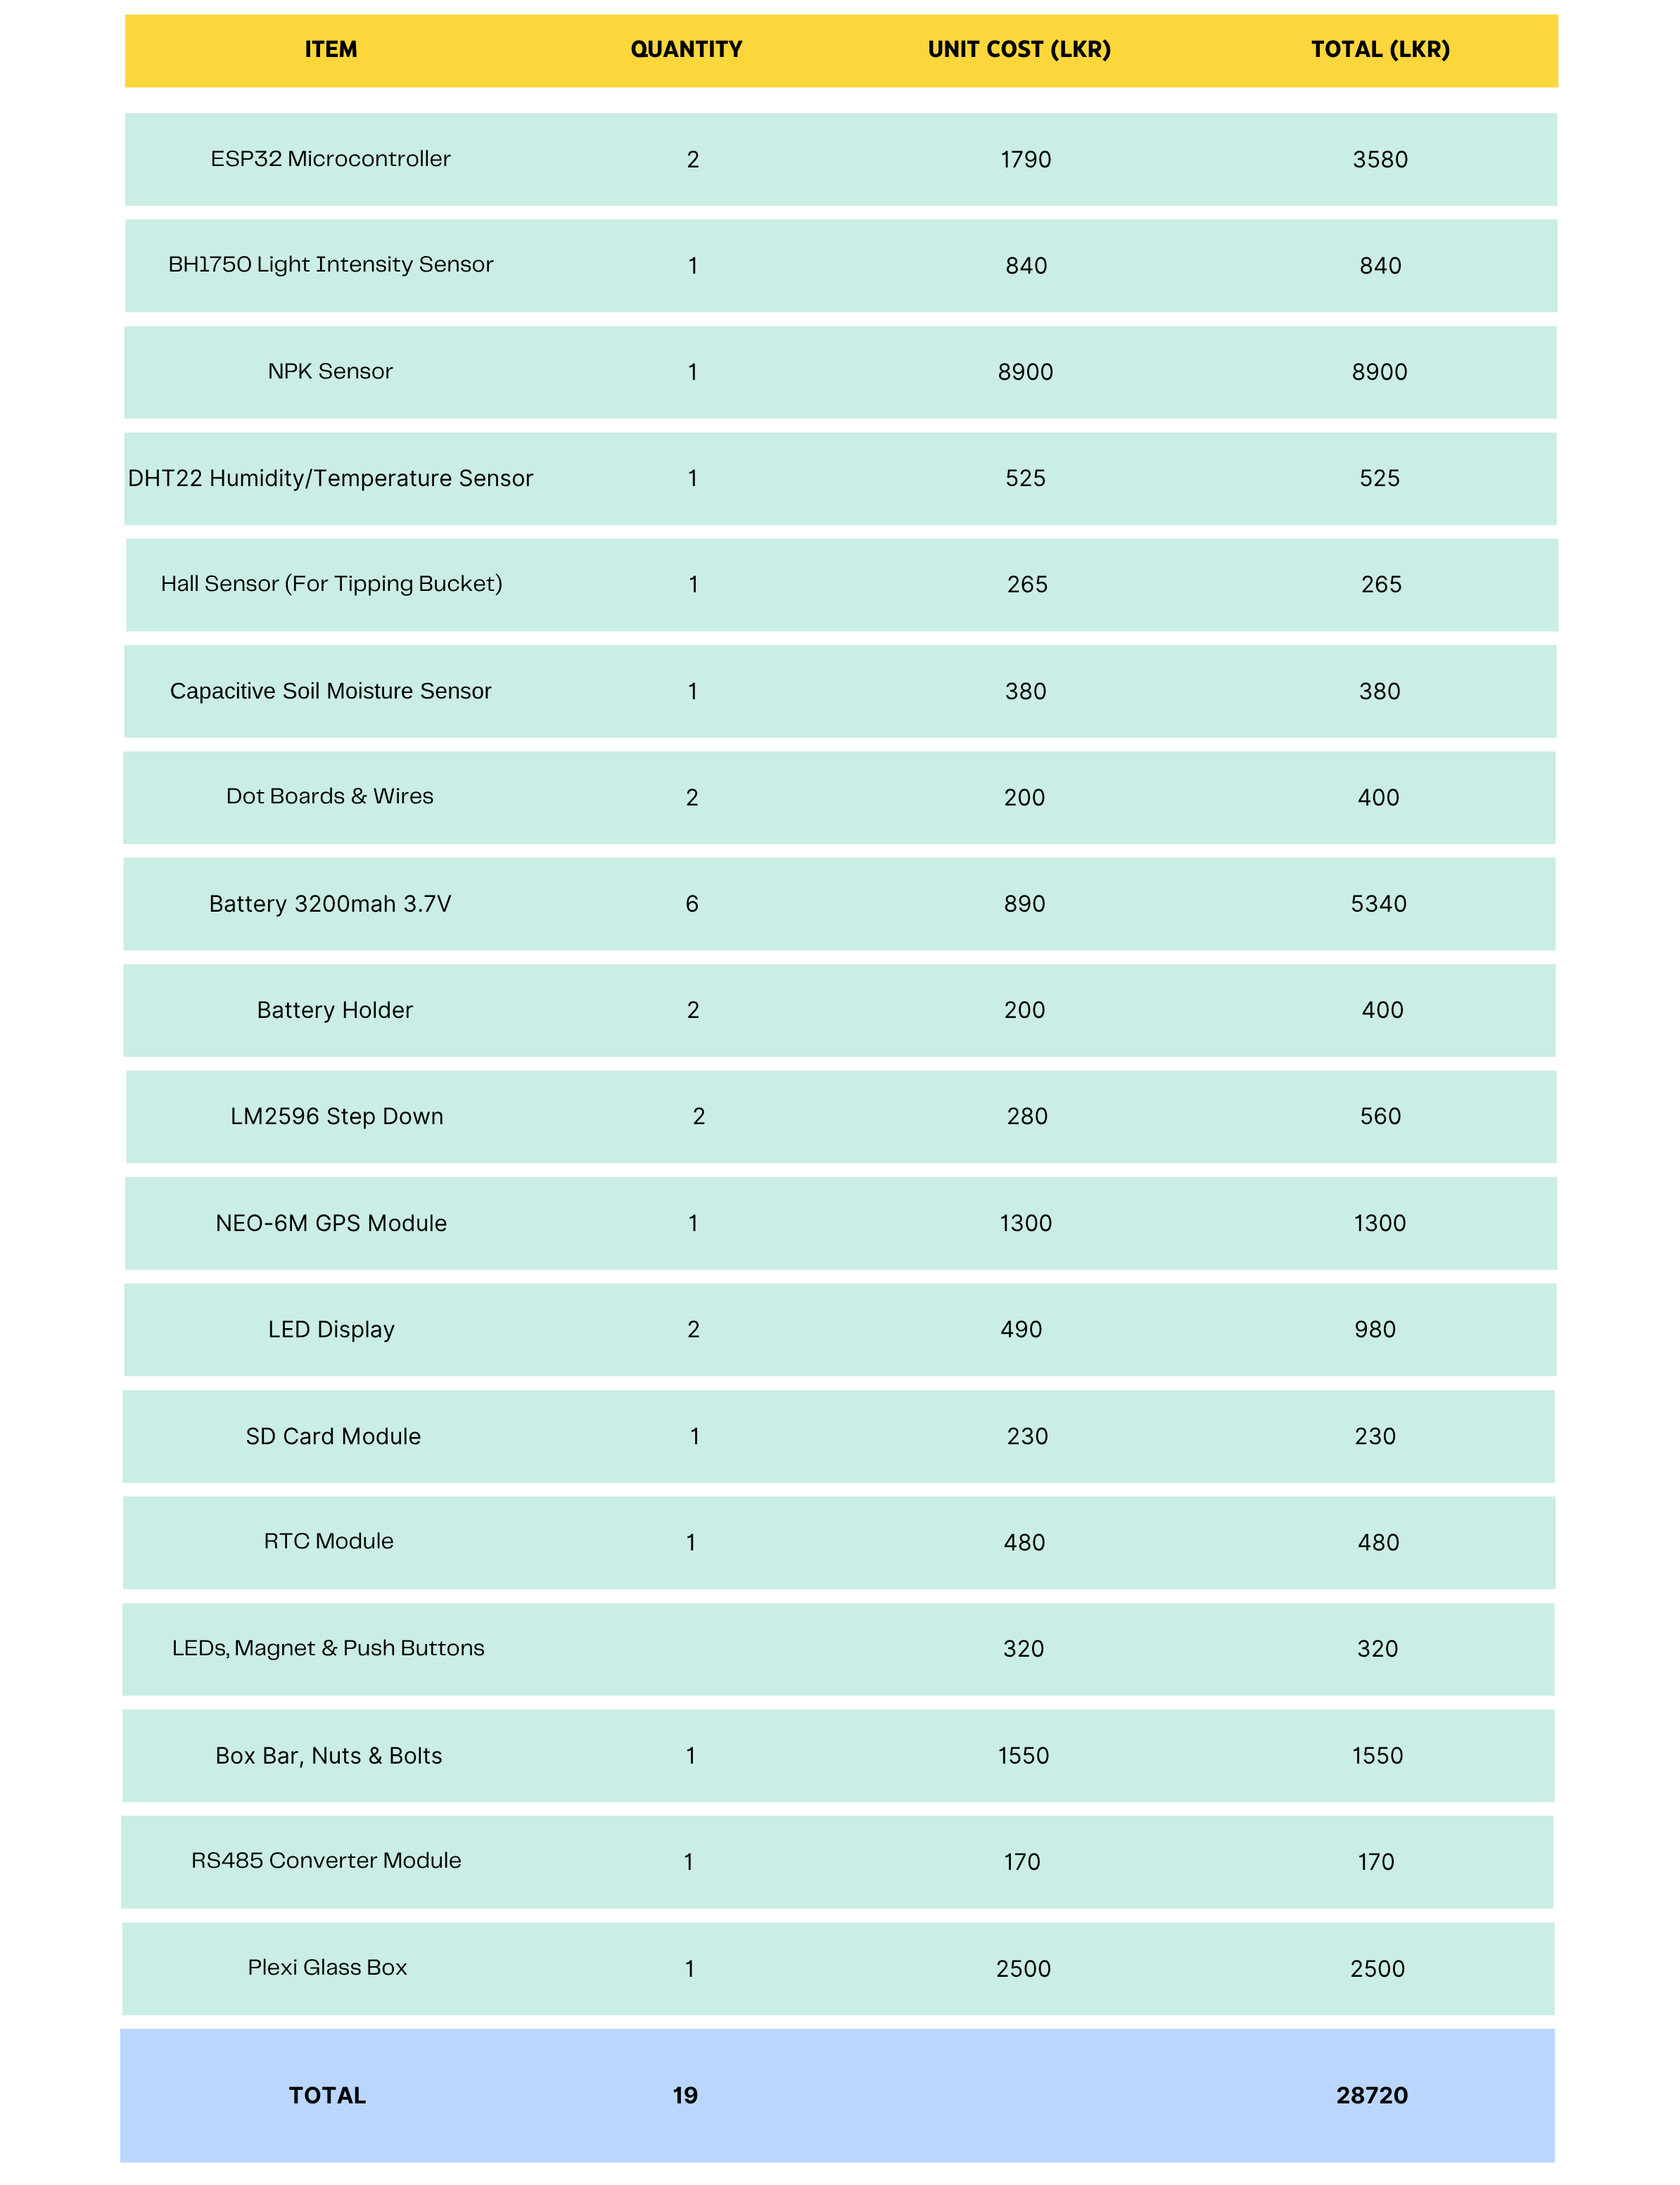 ITEM QUANTITY UNIT COST (LKR) TOTAL (LKR)
ESP32 Microcontroller 2 1790 3580
BH1750 Light Intensity Sensor 1 840 840
NPK Sensor 1 8900 8900
DHT22 Humidity/Temperature Sensor 1 525 525
Hall Sensor (For Tipping Bucket) 1 265 265
Capacitive Soil Moisture Sensor 1 380 380
Dot Boards & Wires 2 200 400
Battery 3200mah 3.7V 6 890 5340
Battery Holder 2 200 400
LM2596 Step Down 2 280 560
NEO-6M GPS Module 1 1300 1300
LED Display 2 490 980
SD Card Module 1 230 230
RTC Module 1 480 480
LEDs, Magnet & Push Buttons 320 320
Box Bar, Nuts & Bolts 1 1550 1550
RS485 Converter Module 1 170 170
Plexi Glass Box 1 2500 2500
TOTAL 19 28720